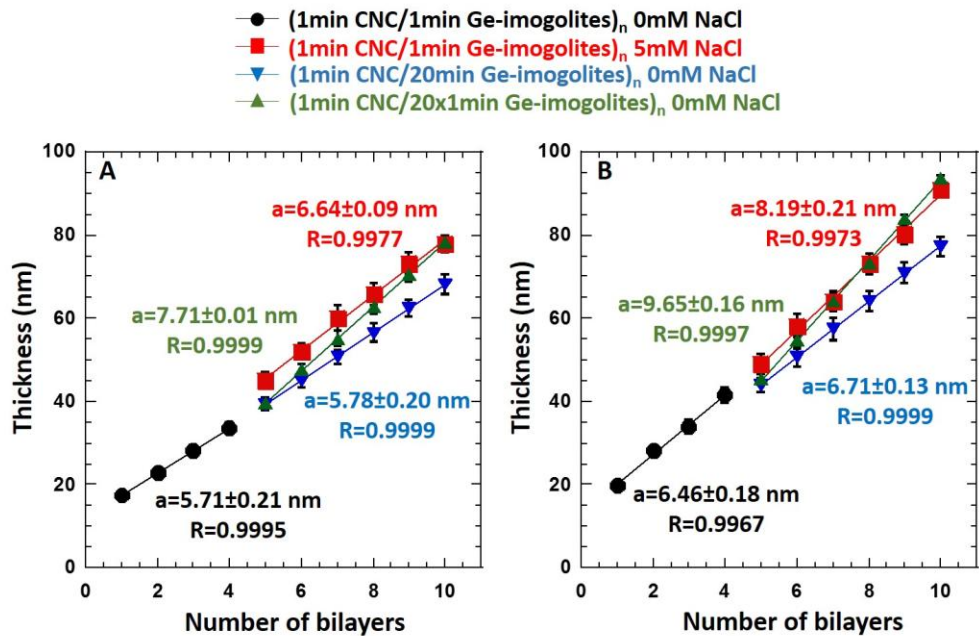 (1min CNC/1min Ge-imogolites)n 0mM NaCl
(1min CNC/1min Ge-imogolites)n 5mM NaCl
(1min CNC/20min Ge-imogolites)n 0mM NaCl
(1min CNC/20x1min Ge-imogolites)n 0mM NaCl
A
Thickness (nm)
100
80
60
40
20
0
a=6.64±0.09 nm
R=0.9977
a=7.71±0.01 nm
R=0.9999
a=5.78±0.20 nm
R=0.9999
a=5.71±0.21 nm
R=0.9995
0
2
4
6
8
10
Number of bilayers
B
Thickness (nm)
100
80
60
40
20
0
a=8.19±0.21 nm
R=0.9973
a=9.65±0.16 nm
R=0.9997
a=6.71±0.13 nm
R=0.9999
a=6.46±0.18 nm
R=0.9967
0
2
4
6
8
10
Number of bilayers